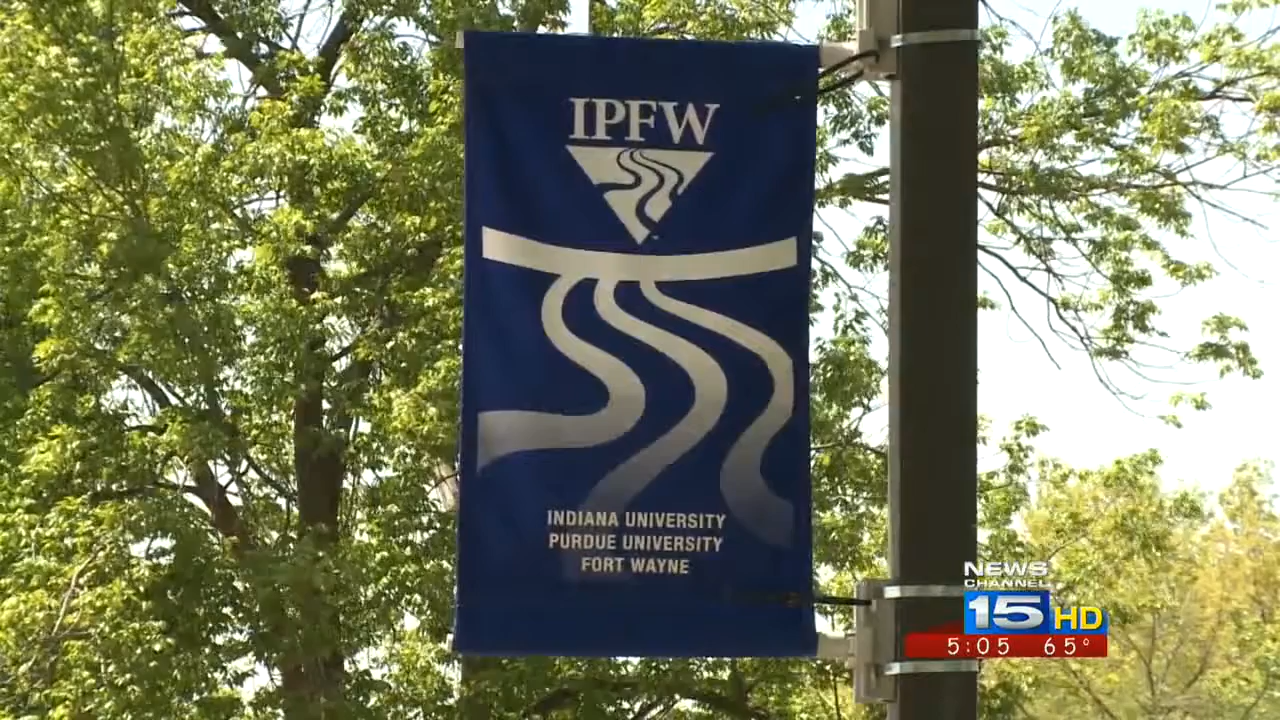 IPFW
INDIANA UNIVERSITY
PURDUE UNIVERSITY
FORT WAYNE
NEWS
CHANNEL
15 HD
5:05 65°